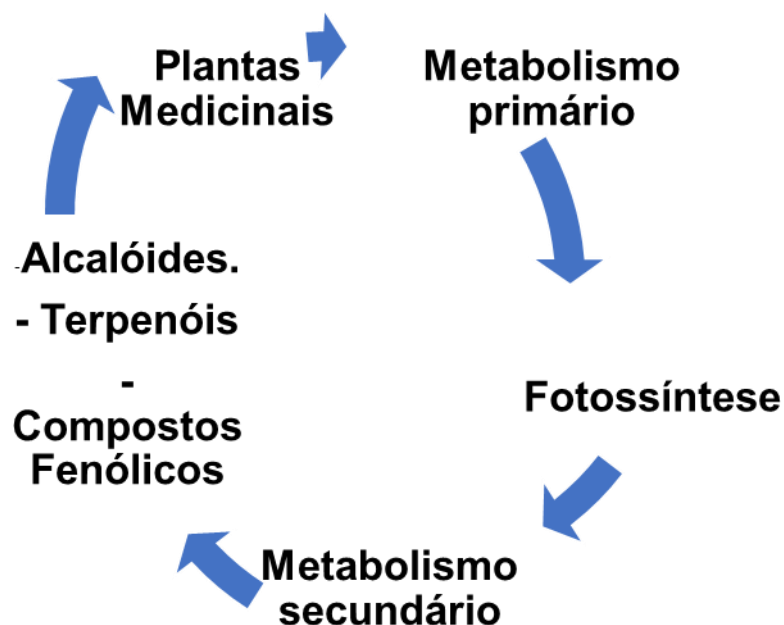 Plantas
Medicinais
Metabolismo
primário
Fotossíntese
Metabolismo
secundário
-Alcalóides.
- Terpenóis
-
Compostos
Fenólicos